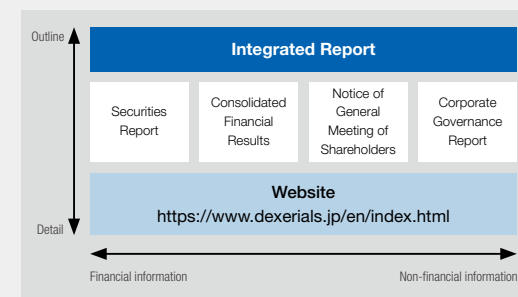 Outline
Integrated Report
Securities
Report
Consolidated
Financial
Results
Notice of
General
Meeting of
Shareholders
Corporate
Governance
Report
Website
https://www.dexerials.jp/en/index.html
Detail
Financial information
Non-financial information